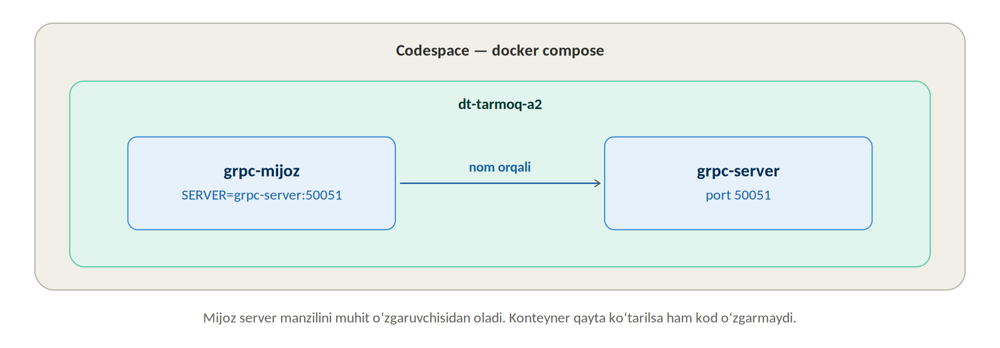 Codespace — docker compose
dt-tarmoq-a2
grpc-mijoz
SERVER=grpc-server:50051
nom orqali
grpc-server
port 50051
Mijoz server manzilini muhit o‘zgaruvchisidan oladi. Konteyner qayta ko‘tarilsa ham kod o‘zgarmaydi.